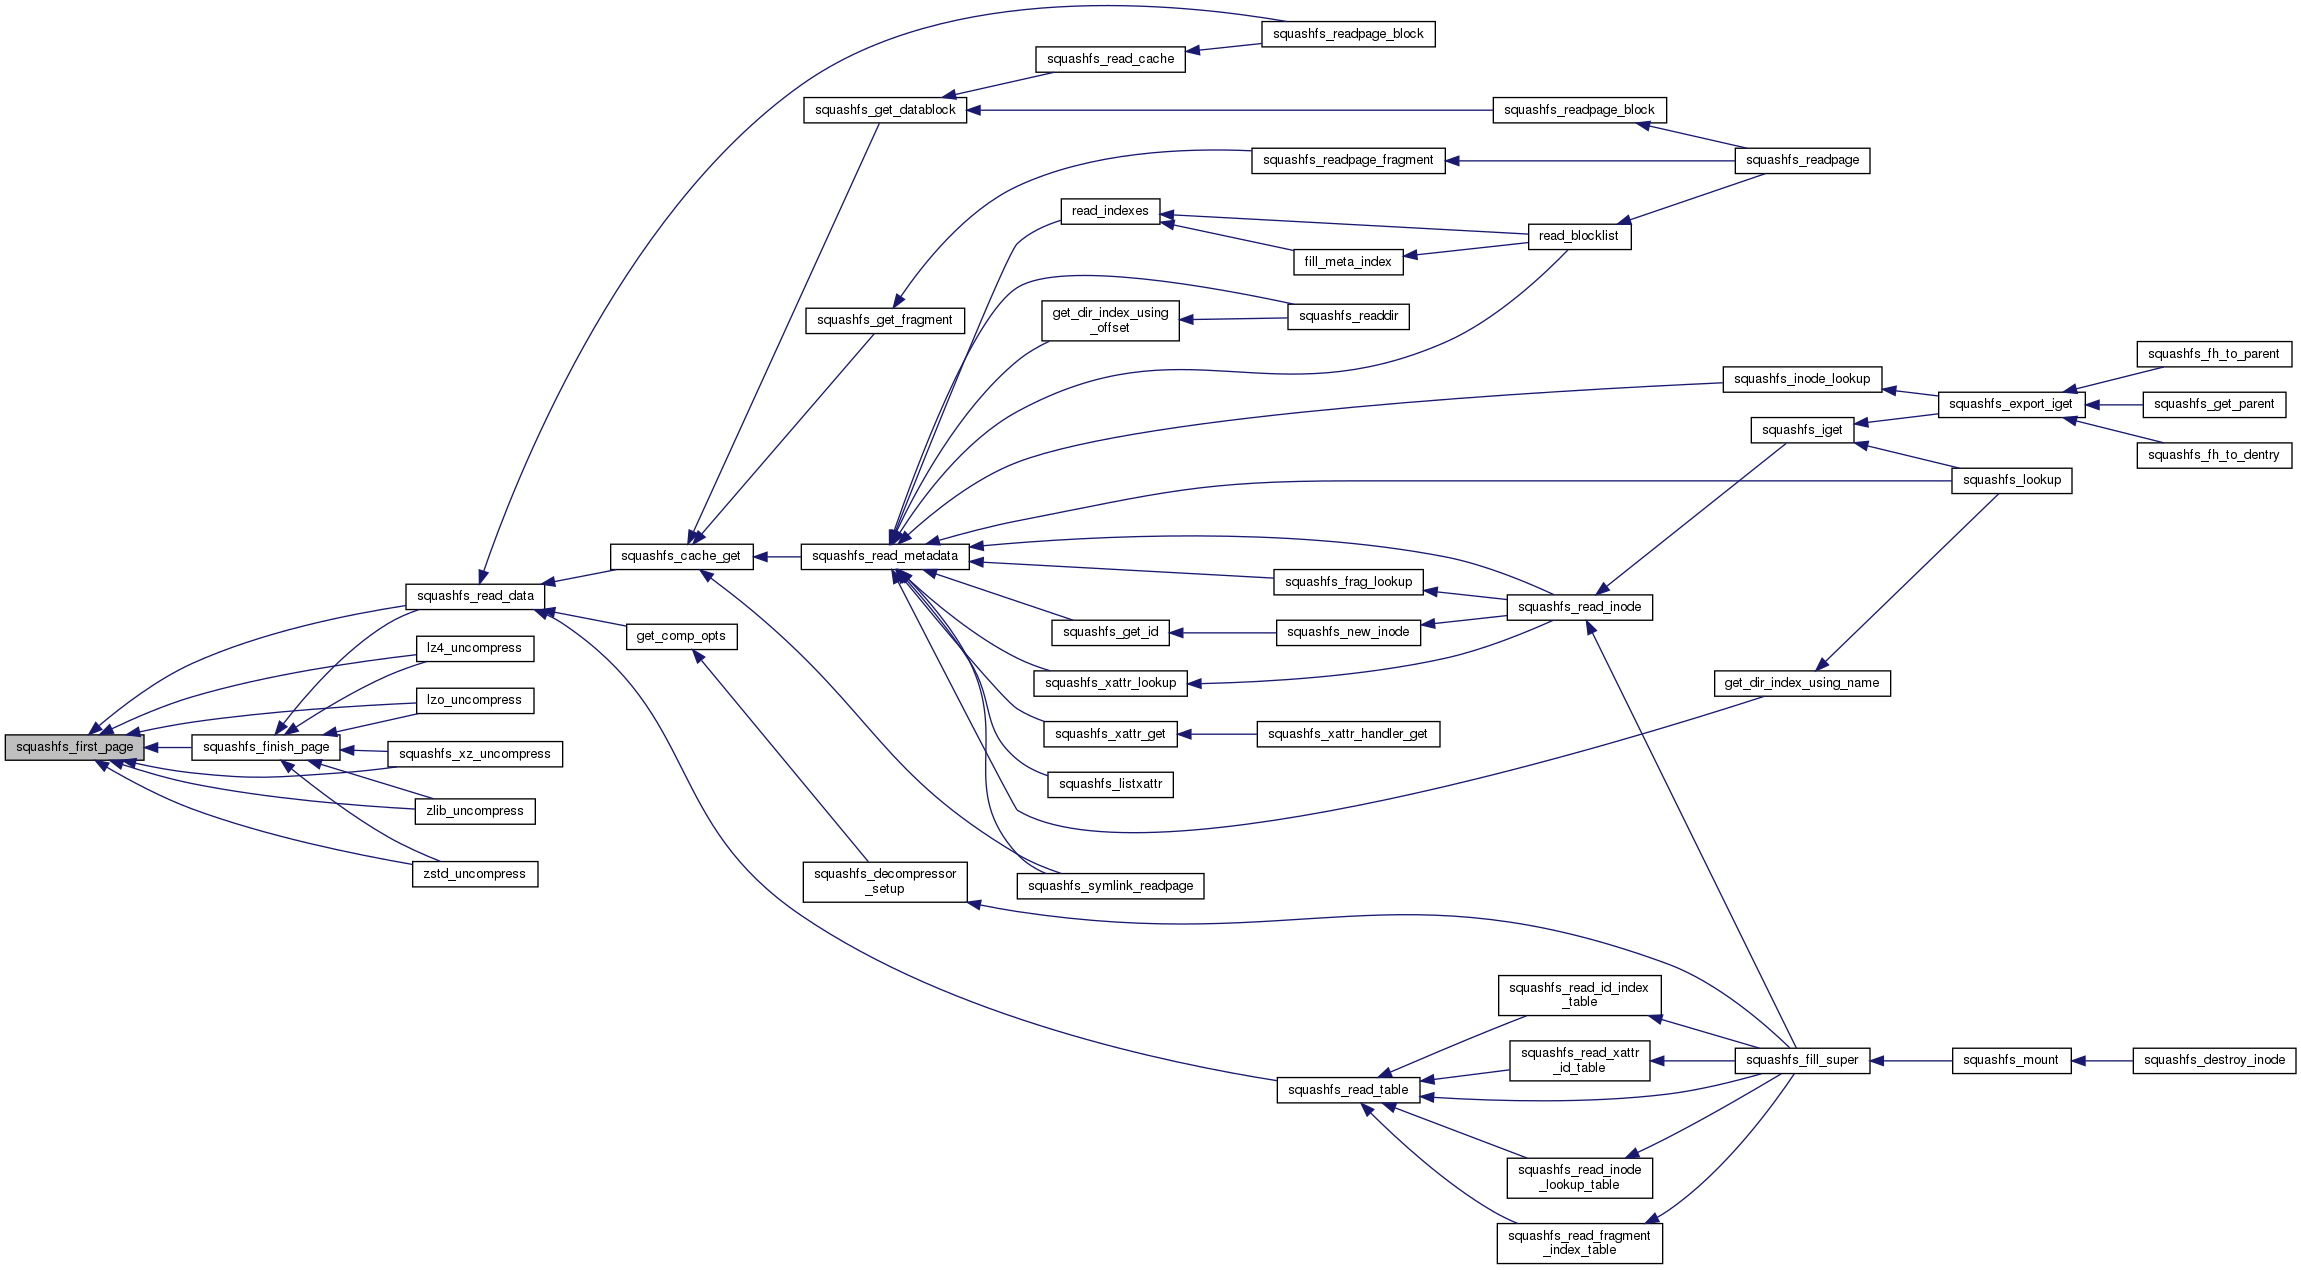 squashfs_first_page
squashfs_finish_page
squashfs_read_data
lz4_uncompress
lzo_uncompress
squashfs_xz_uncompress
zlib_uncompress
zstd_uncompress
squashfs_cache_get
get_comp_opts
squashfs_get_datablock
squashfs_get_fragment
squashfs_read_metadata
squashfs_decompressor
_setup
squashfs_read_cache
read_indexes
get_dir_index_using
_offset
squashfs_get_id
squashfs_xattr_lookup
squashfs_xattr_get
squashfs_listxattr
squashfs_symlink_readpage
squashfs_readpage_block
squashfs_readpage_fragment
fill_meta_index
squashfs_readdir
squashfs_frag_lookup
squashfs_new_inode
squashfs_xattr_handler_get
squashfs_read_table
squashfs_readpage_block
read_blocklist
squashfs_read_inode
squashfs_read_id_index
_table
squashfs_read_xattr
_id_table
squashfs_read_inode
_lookup_table
squashfs_read_fragment
_index_table
squashfs_readpage
squashfs_inode_lookup
squashfs_iget
get_dir_index_using_name
squashfs_fill_super
squashfs_export_iget
squashfs_lookup
squashfs_mount
squashfs_fh_to_parent
squashfs_get_parent
squashfs_fh_to_dentry
squashfs_destroy_inode